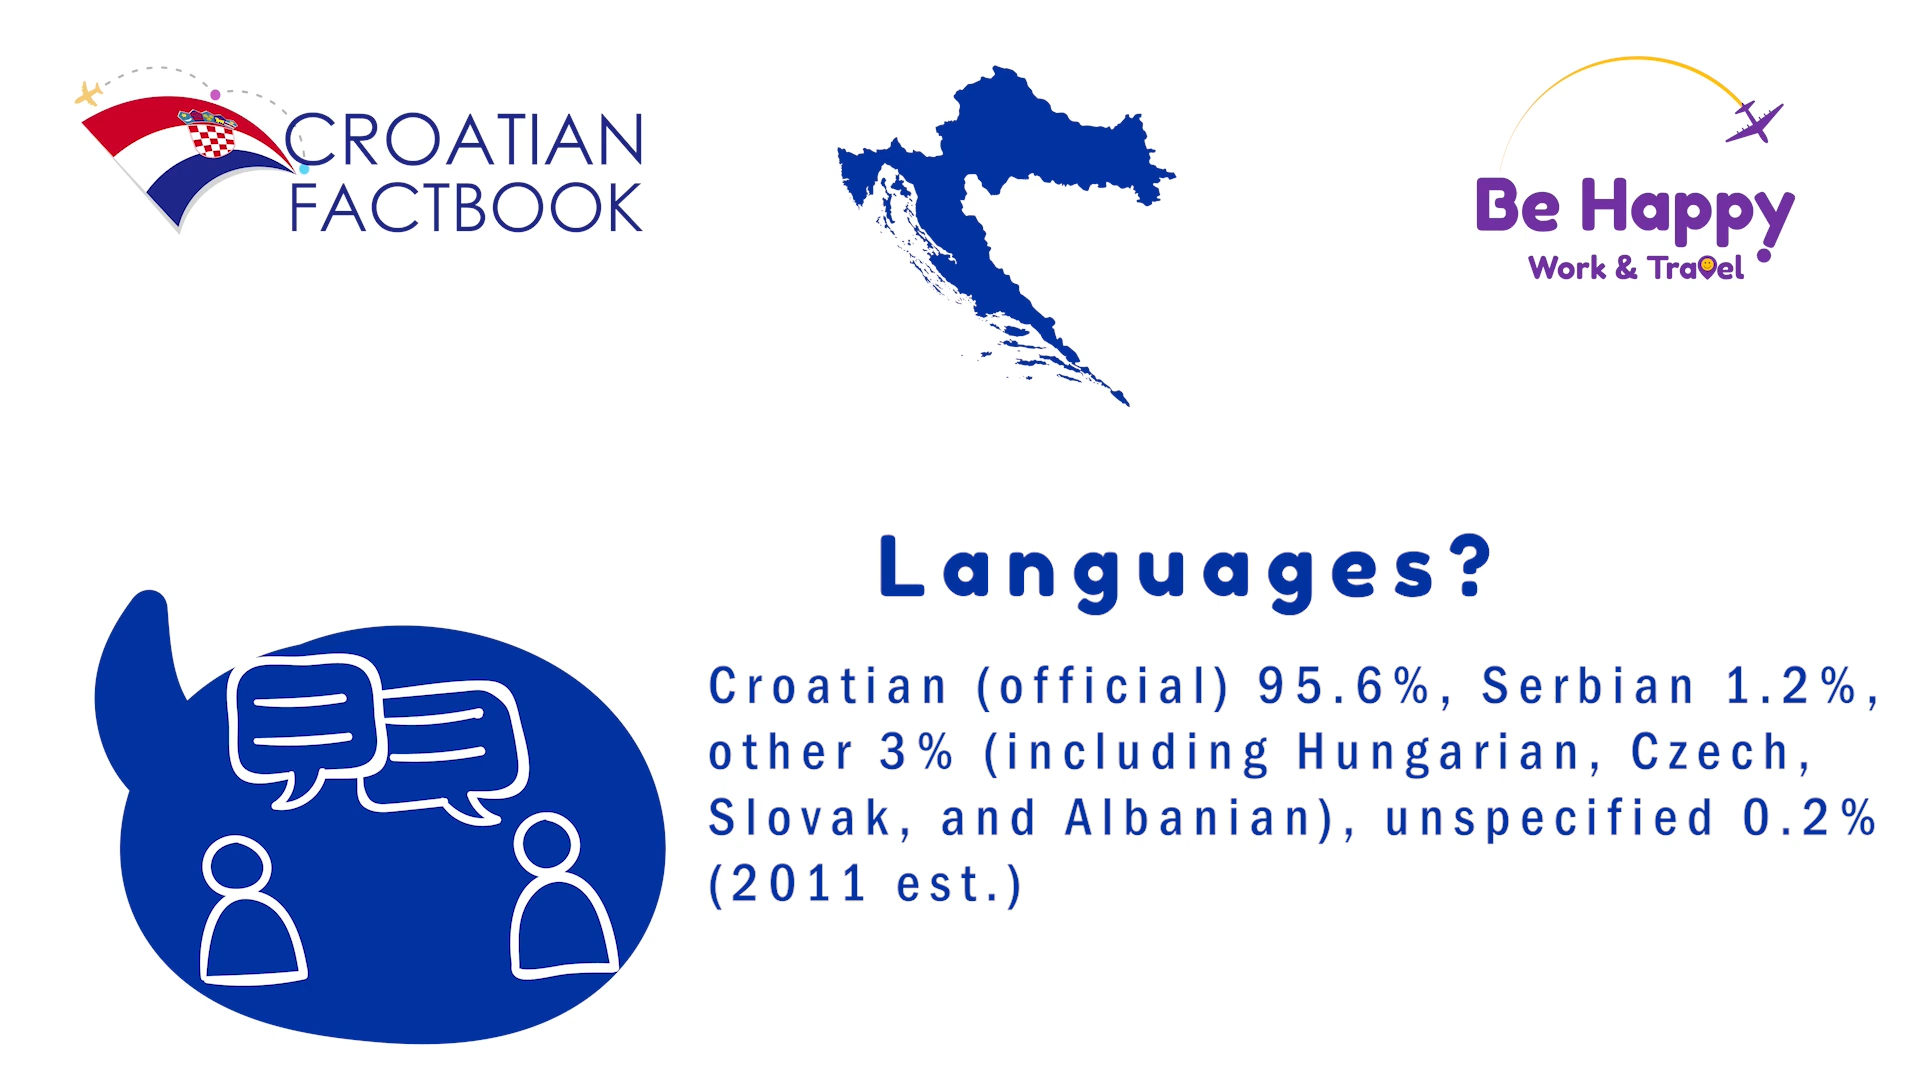 CROATIAN
FACTBOOK
Be Happy
Work & Travel
Languages?
Croatian (official) 95.6%, Serbian 1.2%,
other 3% (including Hungarian, Czech,
Slovak, and Albanian), unspecified 0.2%
(2011 est.)